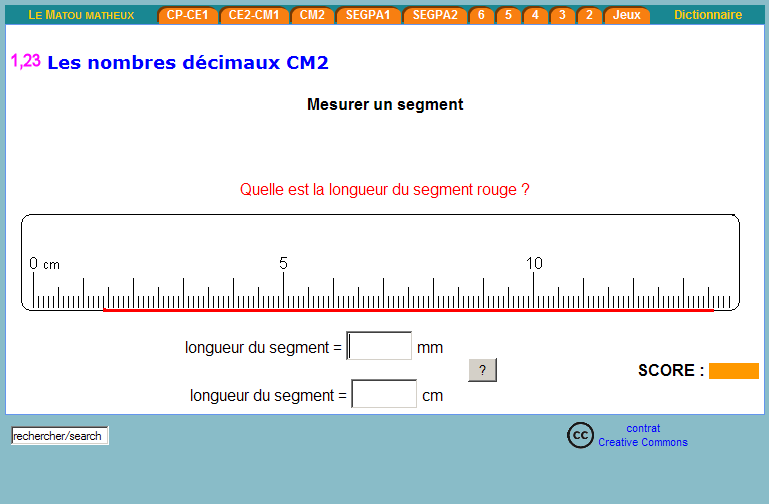 LE MATOU MATHEUX CP-CE1 CE2-CM1 CM2 SEGPA1 SEGPA2 6 5 4 3 2 Jeux Dictionnaire
1,23 Les nombres décimaux CM2
Mesurer un segment
Quelle est la longueur du segment rouge ?
0 cm 5 10
longueur du segment = mm
?
SCORE :
longueur du segment = cm
rechercher/search
cc contrat
Creative Commons